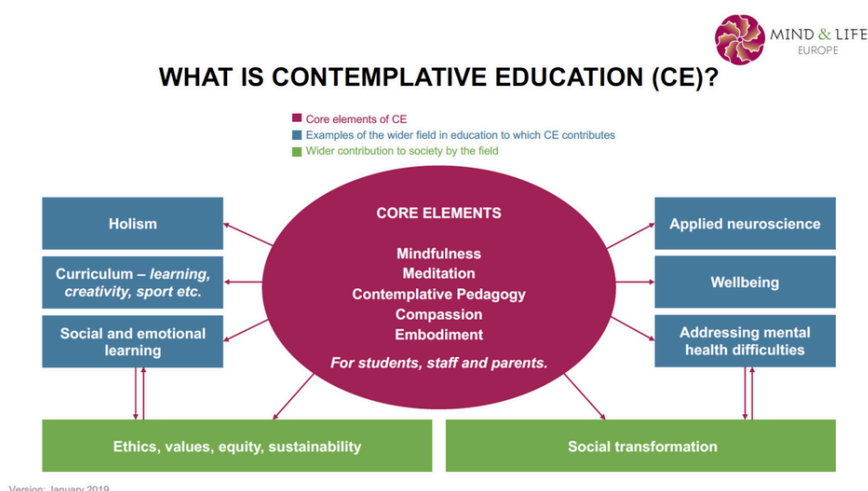 MIND & LIFE
EUROPE
WHAT IS CONTEMPLATIVE EDUCATION (CE)?
Core elements of CE
Examples of the wider field in education to which CE contributes
Wider contribution to society by the field
Holism
Curriculum – learning,
creativity, sport etc.
Social and emotional
learning
CORE ELEMENTS
Mindfulness
Meditation
Contemplative Pedagogy
Compassion
Embodiment
For students, staff and parents.
Applied neuroscience
Wellbeing
Addressing mental
health difficulties
Ethics, values, equity, sustainability
Social transformation
Version: January 2019